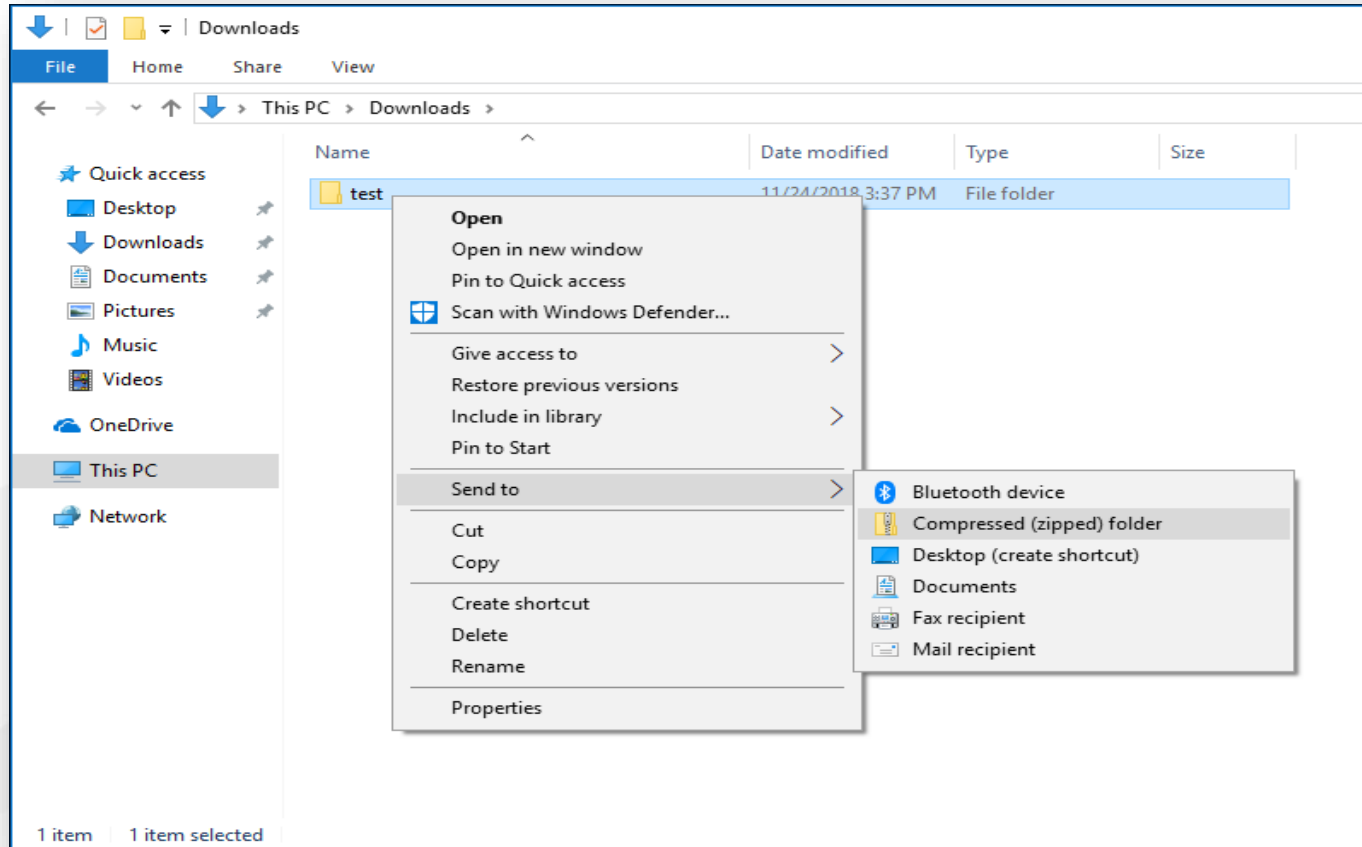 Downloads
File Home Share View
This PC > Downloads >
Name Date modified Type Size
Quick access
test 11/24/2018 3:37 PM File folder
Desktop
Downloads
Documents
Pictures
Music
Videos
OneDrive
This PC
Network
Open
Open in new window
Pin to Quick access
Scan with Windows Defender...
Give access to
Restore previous versions
Include in library
Pin to Start
Send to
Cut
Copy
Create shortcut
Delete
Rename
Properties
Bluetooth device
Compressed (zipped) folder
Desktop (create shortcut)
Documents
Fax recipient
Mail recipient
1 item 1 item selected